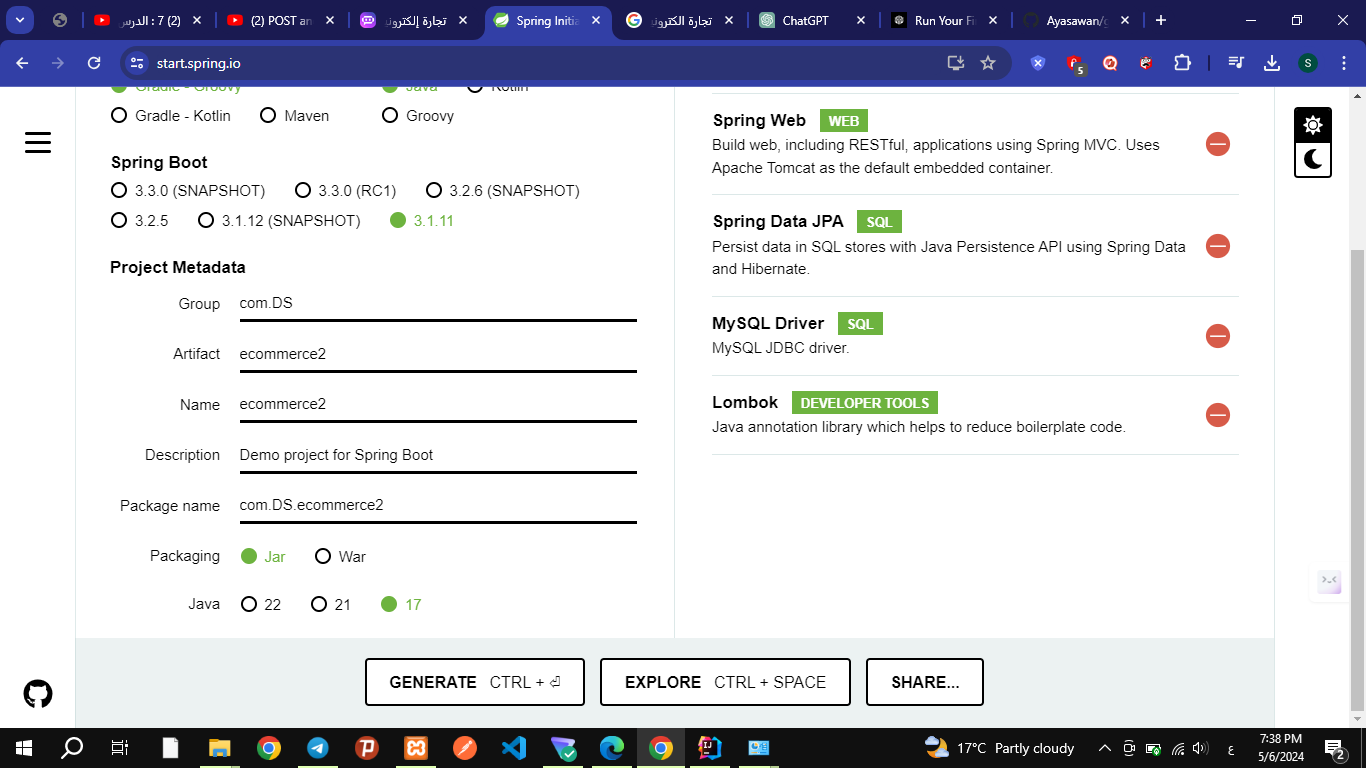 (2) 7 : الدرس
(2) POST an
تجارة إلكترونية
Spring Initia
تجارة الكترونية
ChatGPT
Run Your Fi
Ayasawan/g
start.spring.io
5
S
Gradle - Groovy Java Kotlin
Gradle - Kotlin Maven Groovy
Spring Boot
3.3.0 (SNAPSHOT) 3.3.0 (RC1) 3.2.6 (SNAPSHOT)
3.2.5 3.1.12 (SNAPSHOT) 3.1.11
Project Metadata
Group com.DS
Artifact ecommerce2
Name ecommerce2
Description Demo project for Spring Boot
Package name com.DS.ecommerce2
Packaging Jar War
Java 22 21 17
Spring Web WEB
Build web, including RESTful, applications using Spring MVC. Uses
Apache Tomcat as the default embedded container.
Spring Data JPA SQL
Persist data in SQL stores with Java Persistence API using Spring Data
and Hibernate.
MySQL Driver SQL
MySQL JDBC driver.
Lombok DEVELOPER TOOLS
Java annotation library which helps to reduce boilerplate code.
GENERATE CTRL + ⏎
EXPLORE CTRL + SPACE
SHARE...
17°C Partly cloudy
ع
7:38 PM
5/6/2024
2